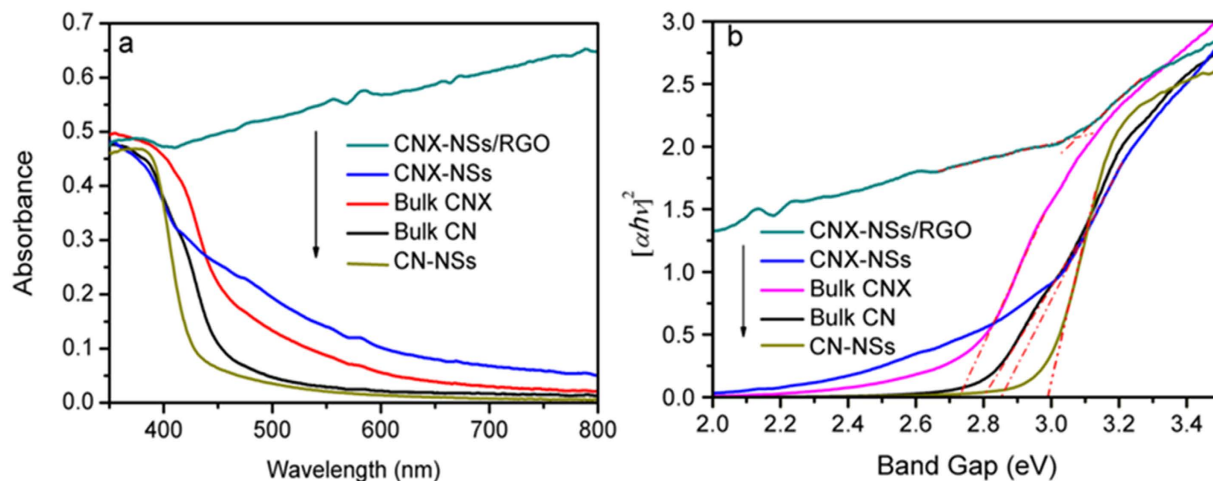 a
0.7
0.6
0.5
0.4
0.3
0.2
0.1
0.0
Absorbance
CNX-NSs/RGO
CNX-NSs
Bulk CNX
Bulk CN
CN-NSs
400 500 600 700 800
Wavelength (nm)
b
3.0
2.5
2.0
1.5
1.0
0.5
0.0
[αhν]²
CNX-NSs/RGO
CNX-NSs
Bulk CNX
Bulk CN
CN-NSs
2.0 2.2 2.4 2.6 2.8 3.0 3.2 3.4
Band Gap (eV)